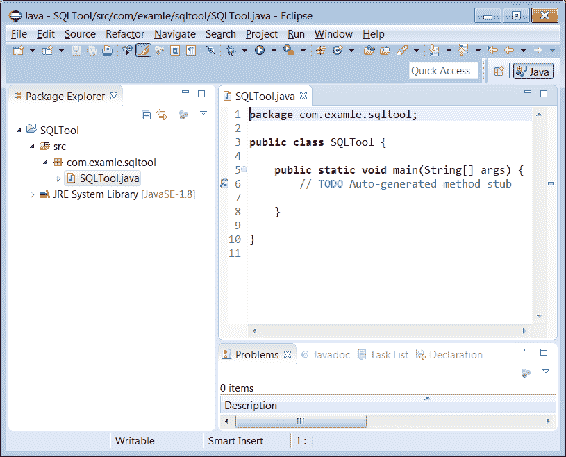 Java - SQLTool/src/com/examle/sqltool/SQLTool.java - Eclipse
File Edit Source Refactor Navigate Search Project Run Window Help
Quick Access
Java
Package Explorer
SQLTool
src
com.examle.sqltool
SQLTool.java
JRE System Library [JavaSE-1.8]
SQLTool.java
1 package com.examle.sqltool;
2
3 public class SQLTool {
4
5 public static void main(String[] args) {
6 // TODO Auto-generated method stub
7
8 }
9
10 }
11
Problems Javadoc Task List Declaration
0 items
Description
Writable Smart Insert 1 :